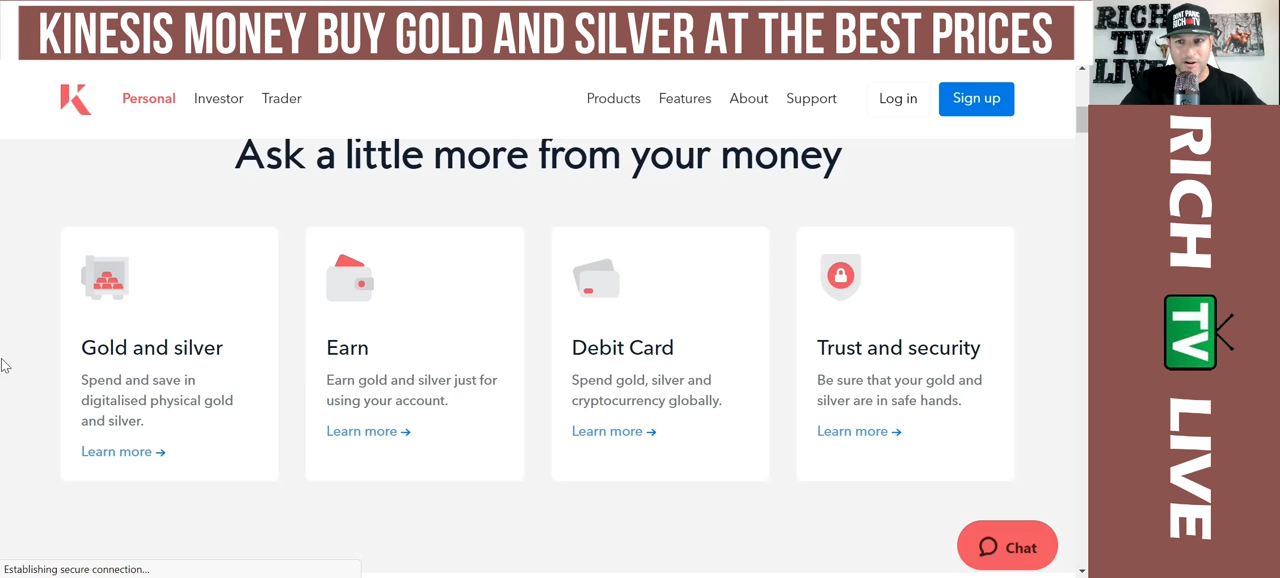 KINESIS MONEY BUY GOLD AND SILVER AT THE BEST PRICES
RICH
TV
LIVE
DONT PANIC
RICH TV
Personal Investor Trader
Products Features About Support Log in Sign up
Ask a little more from your money
Gold and silver
Spend and save in
digitalised physical gold
and silver.
Learn more →
Earn
Earn gold and silver just for
using your account.
Learn more →
Debit Card
Spend gold, silver and
cryptocurrency globally.
Learn more →
Trust and security
Be sure that your gold and
silver are in safe hands.
Learn more →
Chat
Establishing secure connection...
RICH TV LIVE